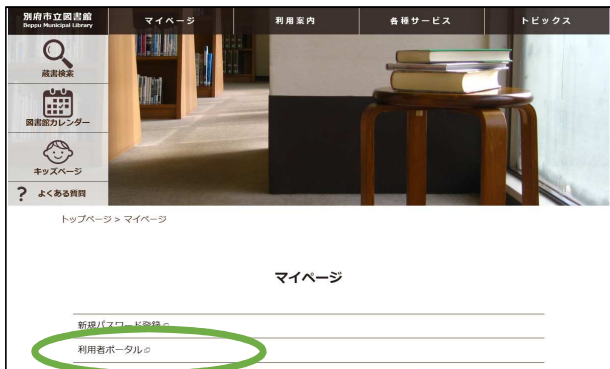 別府市立図書館
Beppu Municipal Library
マイページ
利用案内
各種サービス
トピックス
蔵書検索
図書館カレンダー
キッズページ
? よくある質問
トップページ > マイページ
マイページ
新規パスワード登録
利用者ポータル